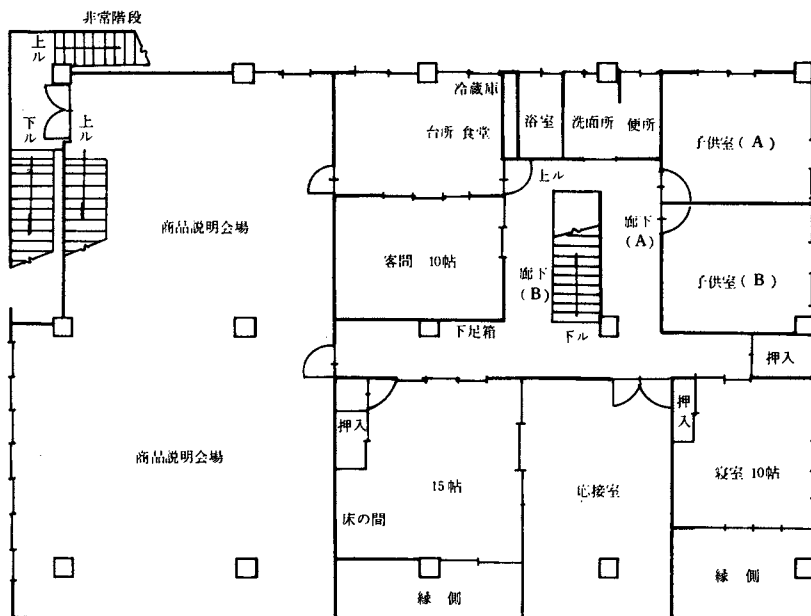 非常階段
上ル
下ル
上ル
商品説明会場
冷蔵庫
台所 食堂
浴室
洗面所
便所
子供室(A)
上ル
廊下
(A)
客間 10帖
廊下
(B)
子供室(B)
下足箱
下ル
押入
商品説明会場
押入
15帖
床の間
応接室
押
入
寝室 10帖
縁側
縁側